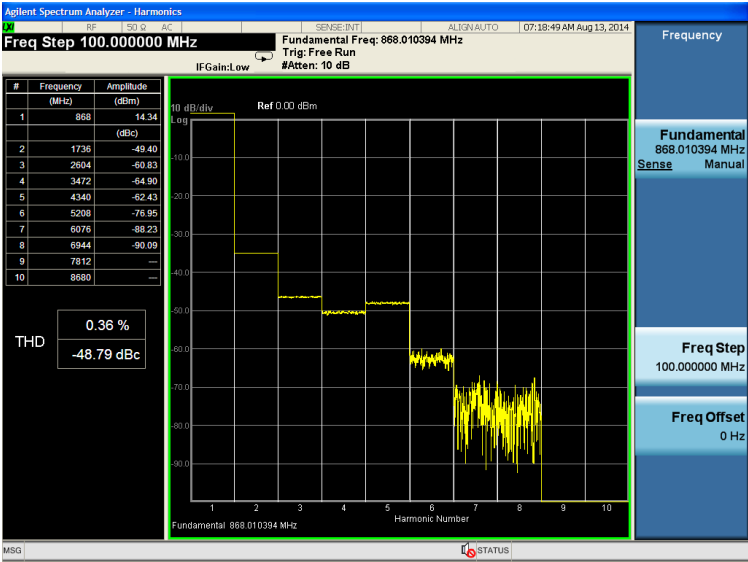 Agilent Spectrum Analyzer - Harmonics
LXI RF 50 Ω AC SENSE:INT ALIGN AUTO 07:18:49 AM Aug 13, 2014
Freq Step 100.000000 MHz
IFGain:Low
Fundamental Freq: 868.010394 MHz
Trig: Free Run
#Atten: 10 dB
# Frequency Amplitude
(MHz) (dBm)
1 868 14.34
(dBc)
2 1736 -49.40
3 2604 -60.83
4 3472 -64.90
5 4340 -62.43
6 5208 -76.95
7 6076 -88.23
8 6944 -90.09
9 7812 ---
10 8680 ---
THD
0.36 %
-48.79 dBc
10 dB/div Ref 0.00 dBm
Log
-10.0
-20.0
-30.0
-40.0
-50.0
-60.0
-70.0
-80.0
-90.0
1 2 3 4 5 6 7 8 9 10
Harmonic Number
Fundamental 868.010394 MHz
Frequency
Fundamental
868.010394 MHz
Sense Manual
Freq Step
100.000000 MHz
Freq Offset
0 Hz
MSG STATUS